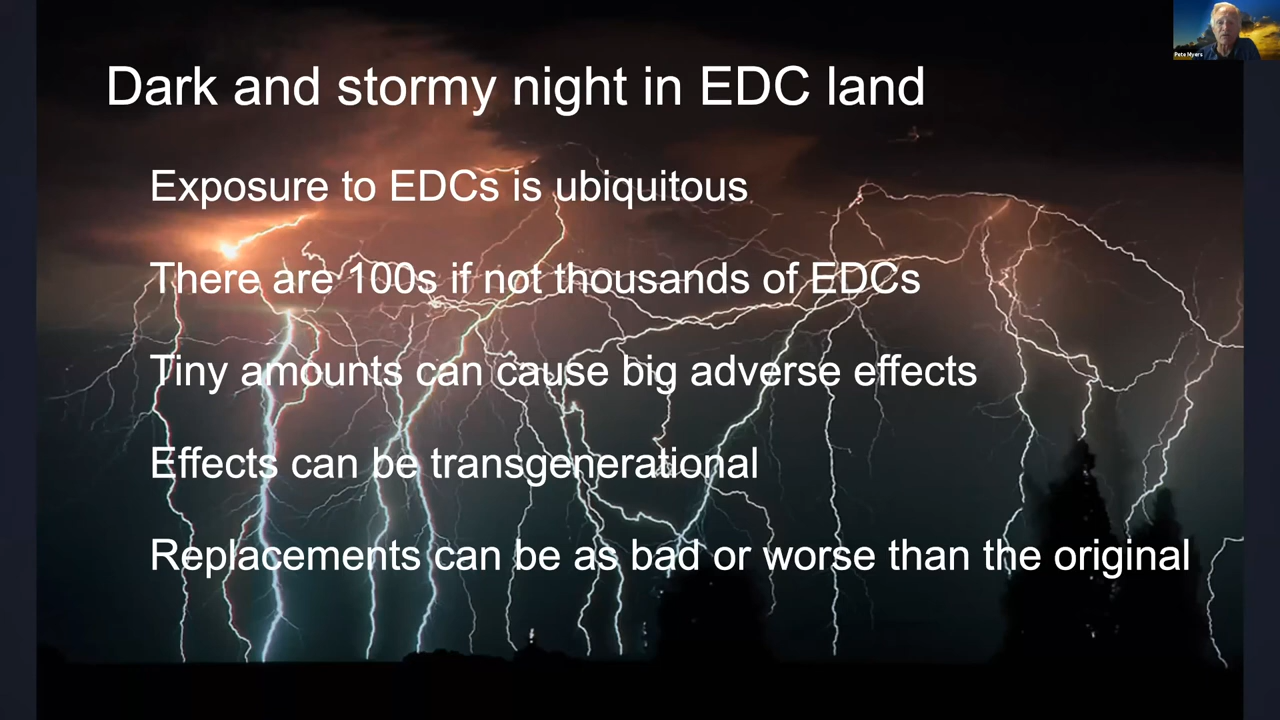 Pete Myers
Dark and stormy night in EDC land
Exposure to EDCs is ubiquitous
There are 100s if not thousands of EDCs
Tiny amounts can cause big adverse effects
Effects can be transgenerational
Replacements can be as bad or worse than the original